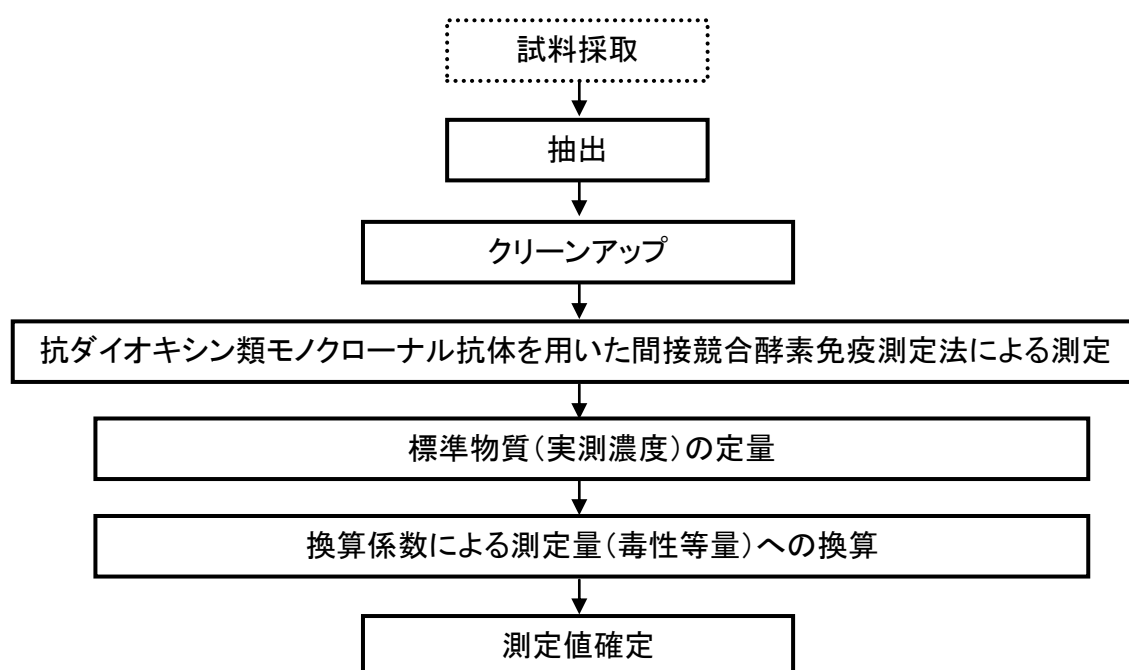 試料採取
抽出
クリーンアップ
抗ダイオキシン類モノクローナル抗体を用いた間接競合酵素免疫測定法による測定
標準物質(実測濃度)の定量
換算係数による測定量(毒性等量)への換算
測定値確定